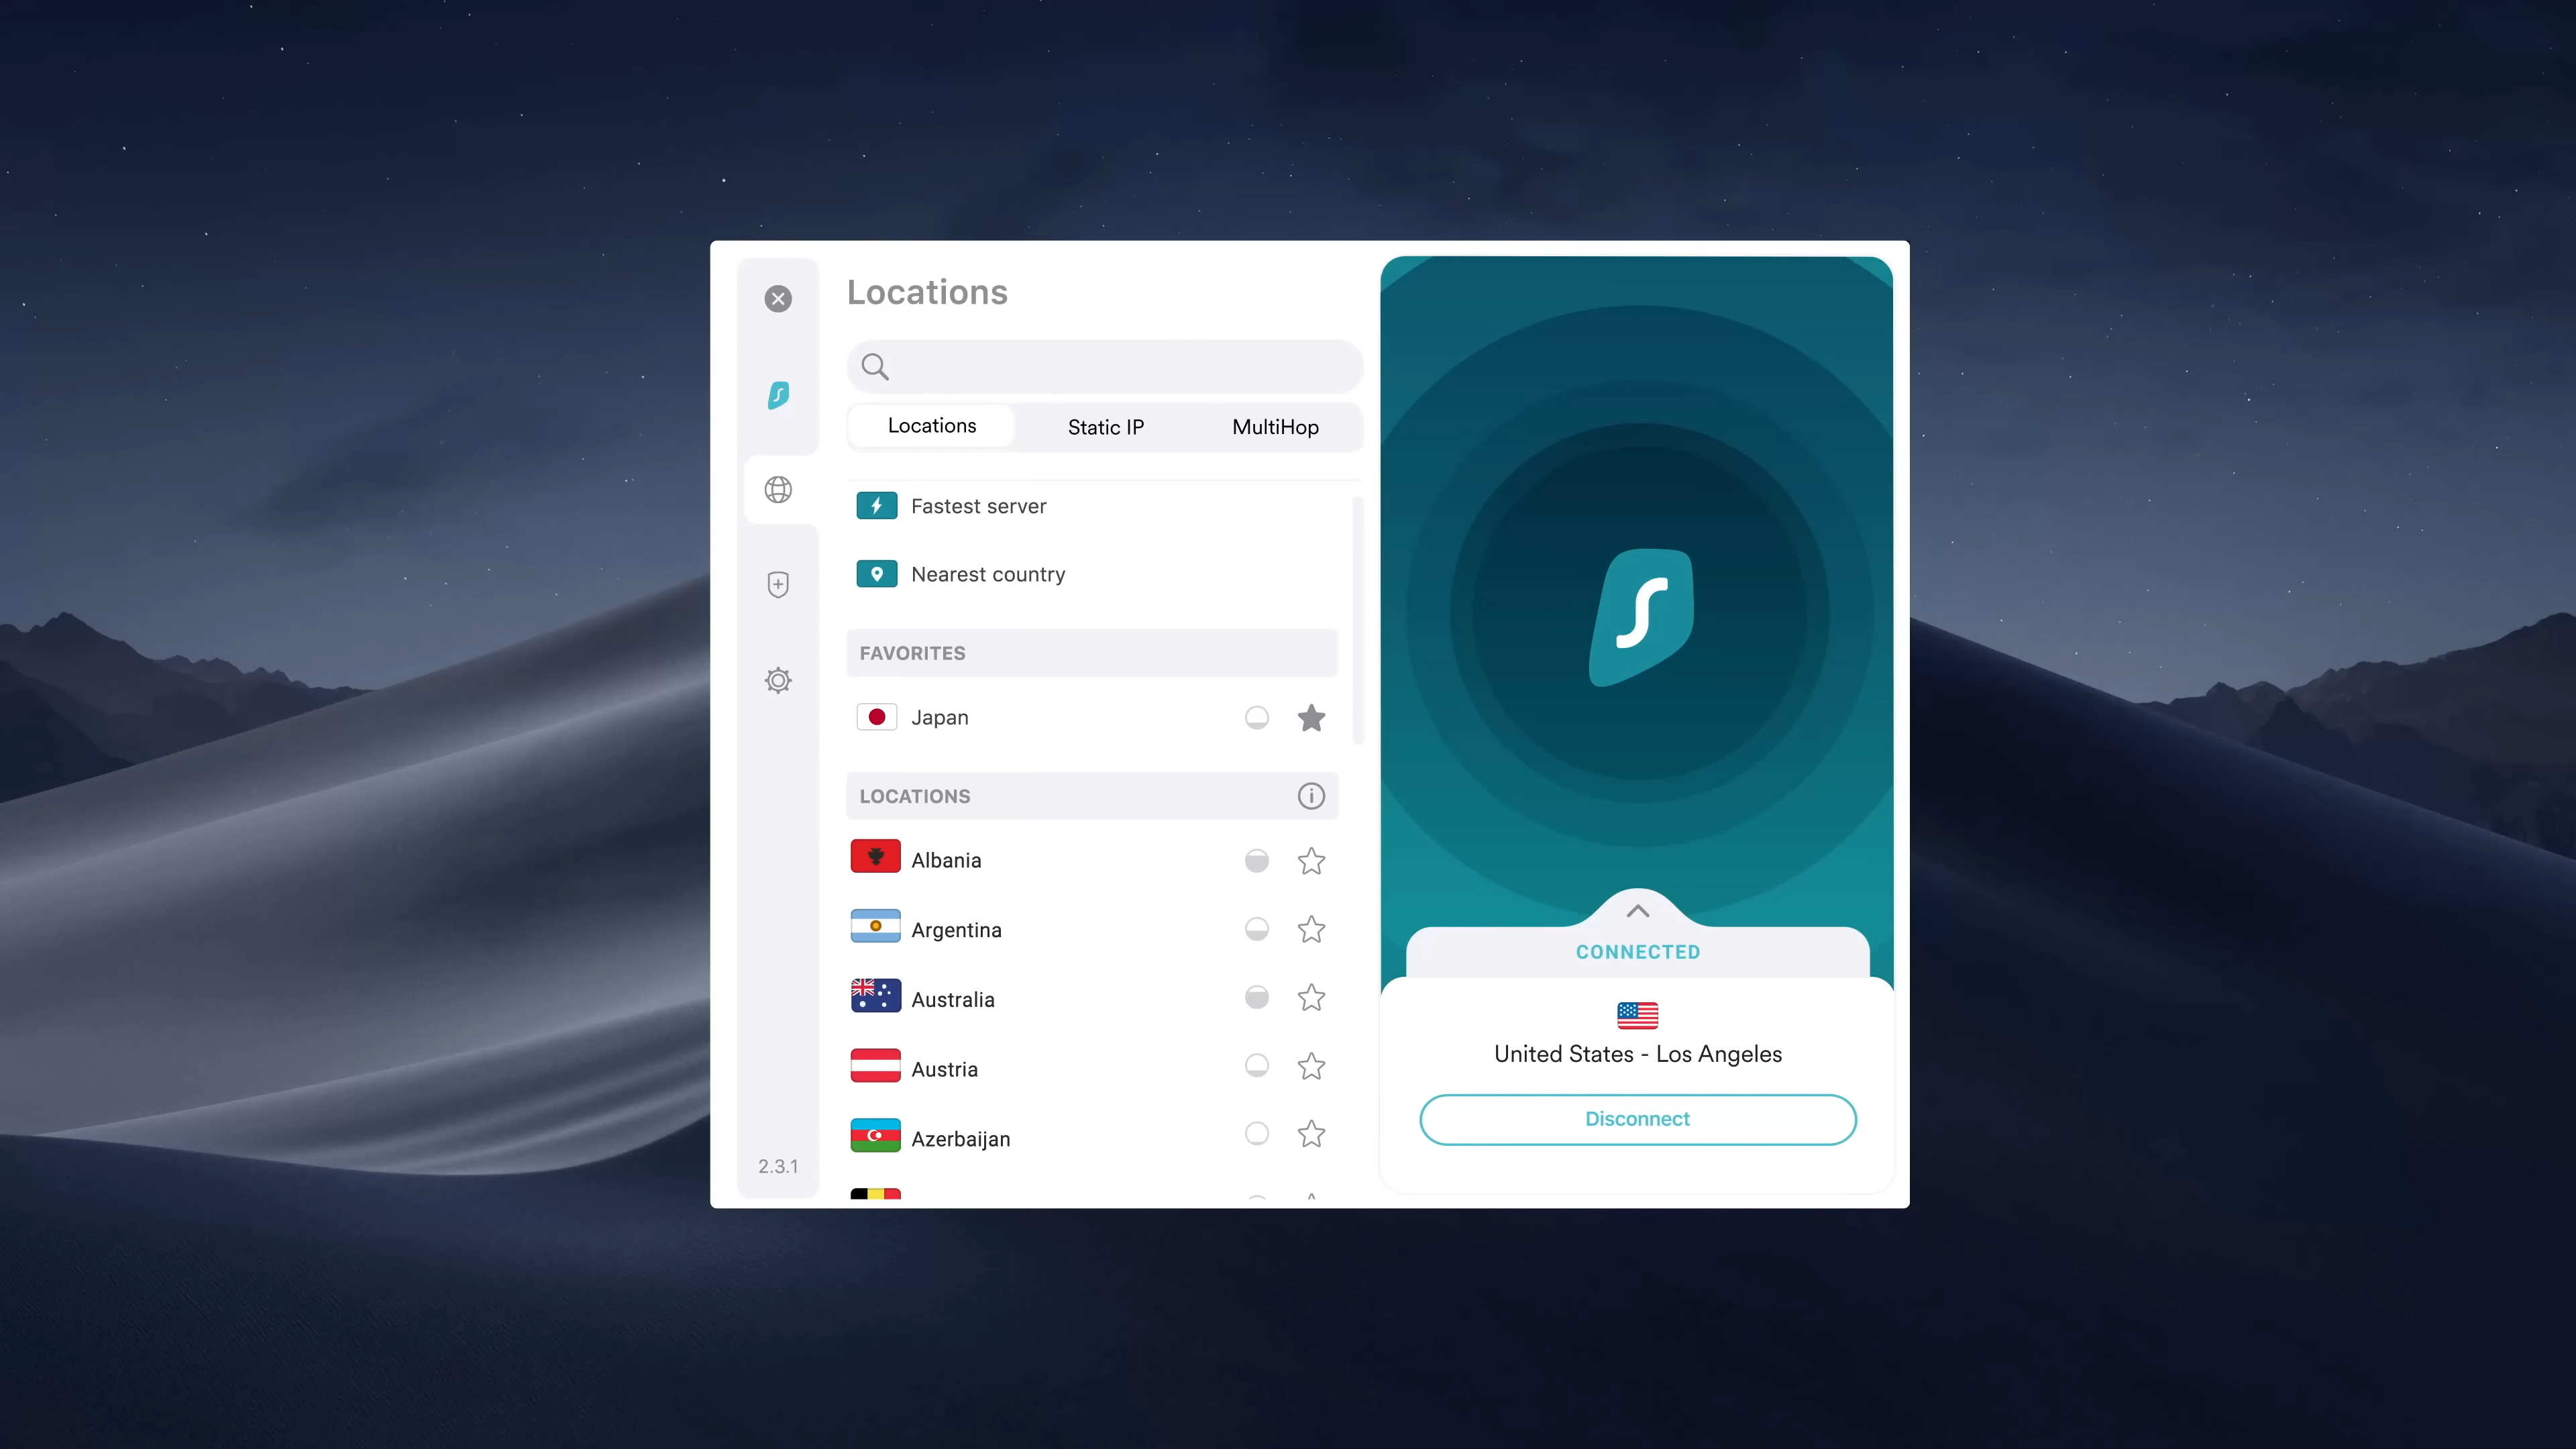 Locations
Locations
Static IP
MultiHop
Fastest server
Nearest country
FAVORITES
Japan
LOCATIONS
Albania
Argentina
Australia
Austria
Azerbaijan
2.3.1
CONNECTED
United States - Los Angeles
Disconnect